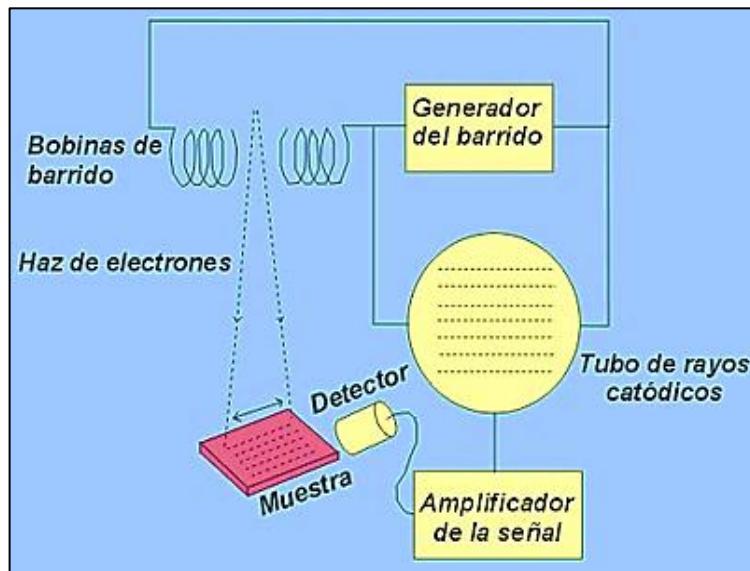 Generador
del barrido
Bobinas de
barrido
Haz de electrones
Tubo de rayos
catódicos
Detector
Muestra
Amplificador
de la señal